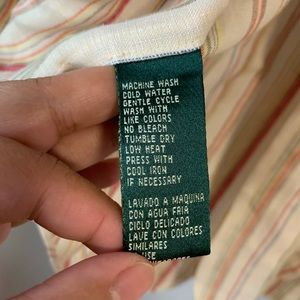 MACHINE WASH
COLD WATER
GENTLE CYCLE
WASH WITH
LIKE COLORS
NO BLEACH
TUMBLE DRY
LOW HEAT
PRESS WITH
COOL IRON
IF NECESSARY
LAVADO A MAQUINA
CON AGUA FRIA
CICLO DELICADO
LAVE CON COLORES
SIMILARES
USE